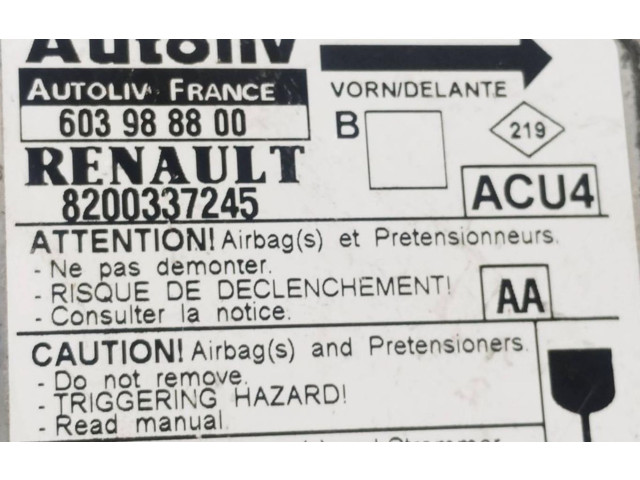 Autoliv
AUTOLIV FRANCE
VORN/DELANTE
603 98 88 00
B
219
RENAULT
8200337245
ACU4
ATTENTION! Airbag(s) et Pretensionneurs.
- Ne pas demonter.
- RISQUE DE DECLENCHEMENT!
- Consulter la notice.
AA
CAUTION! Airbag(s) and Pretensioners.
- Do not remove.
- TRIGGERING HAZARD!
- Read manual.